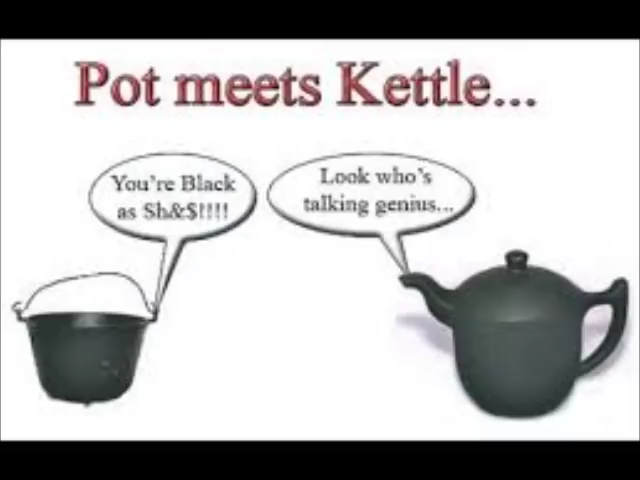 Pot meets Kettle...
You're Black
as Sh&$!!!!
Look who's
talking genius...